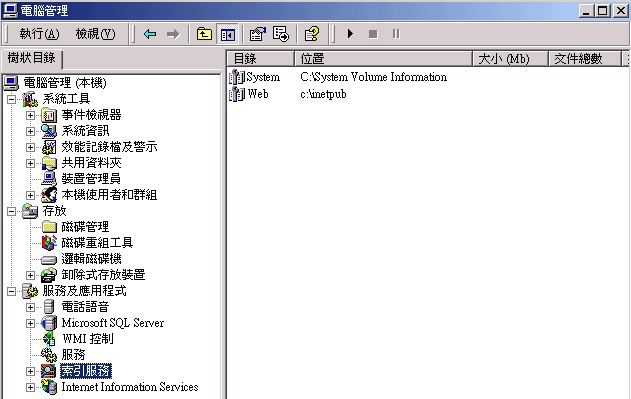 電腦管理
執行(A) 檢視(V)
樹狀目錄
目錄 位置 大小 (Mb) 文件總數
電腦管理 (本機)
System C:\System Volume Information
系統工具
Web c:\inetpub
事件檢視器
系統資訊
效能記錄檔及警示
共用資料夾
裝置管理員
本機使用者和群組
存放
磁碟管理
磁碟重組工具
邏輯磁碟機
卸除式存放裝置
服務及應用程式
電話語音
Microsoft SQL Server
WMI 控制
服務
索引服務
Internet Information Services